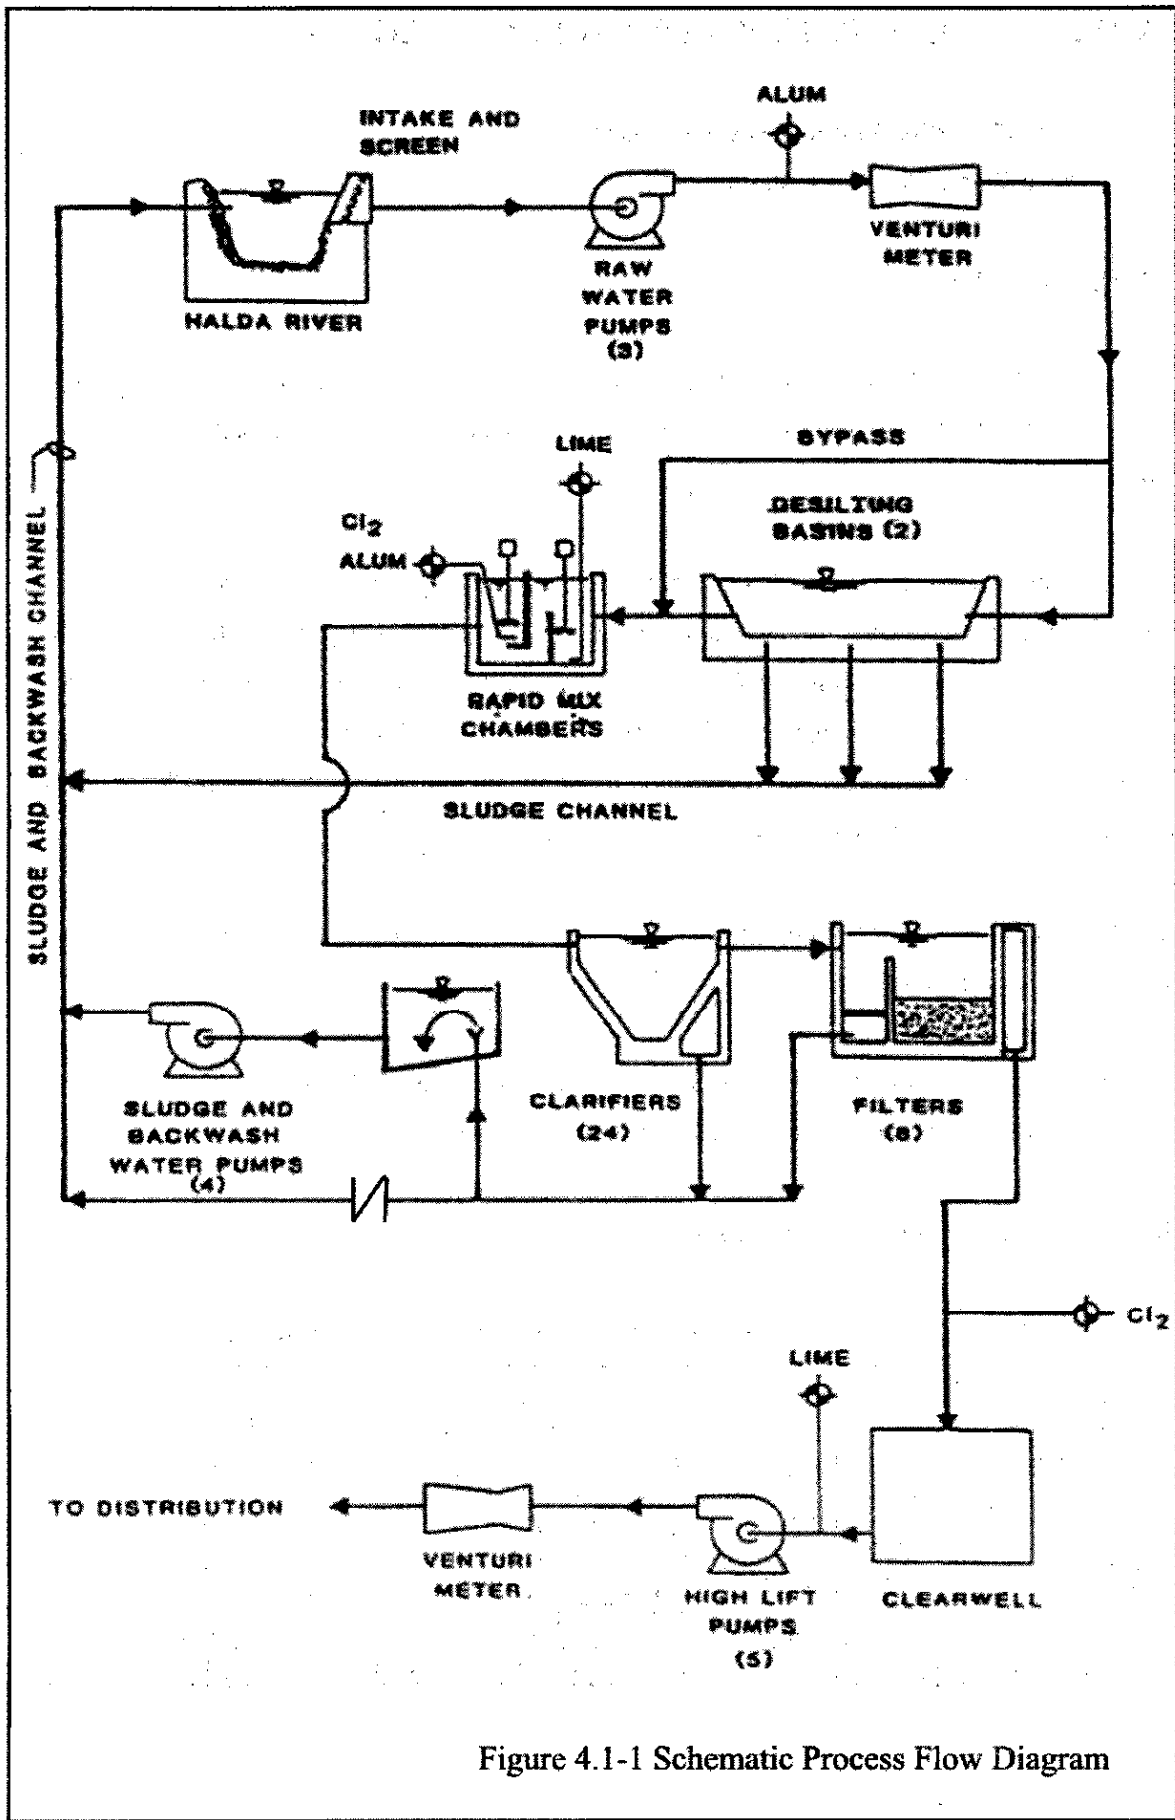 ALUM
INTAKE AND
SCREEN
HALDA RIVER
RAW
WATER
PUMPS
(3)
VENTURI
METER
BYPASS
LIME
DESILTING
BASINS (2)
Cl2
ALUM
RAPID MIX
CHAMBERS
SLUDGE CHANNEL
SLUDGE AND BACKWASH CHANNEL
SLUDGE AND
BACKWASH
WATER PUMPS
(4)
CLARIFIERS
(24)
FILTERS
(8)
Cl2
LIME
TO DISTRIBUTION
VENTURI
METER
HIGH LIFT
PUMPS
(5)
CLEARWELL
Figure 4.1-1 Schematic Process Flow Diagram